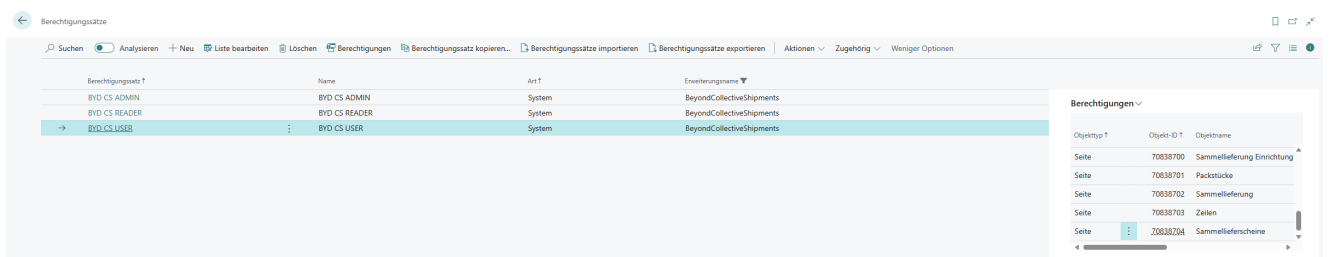 Berechtigungssätze
Suchen Analysieren Neu Liste bearbeiten Löschen Berechtigungen Berechtigungssatz kopieren... Berechtigungssätze importieren Berechtigungssätze exportieren Aktionen Zugehörig Weniger Optionen
Berechtigungssatz↑ Name Art↑ Erweiterungsname
BYD CS ADMIN BYD CS ADMIN System BeyondCollectiveShipments
BYD CS READER BYD CS READER System BeyondCollectiveShipments
→ BYD CS USER BYD CS USER System BeyondCollectiveShipments
Berechtigungen
Objekttyp↑ Objekt-ID↑ Objektname
Seite 70838700 Sammellieferung Einrichtung
Seite 70838701 Packstücke
Seite 70838702 Sammellieferung
Seite 70838703 Zeilen
Seite 70838704 Sammellieferscheine